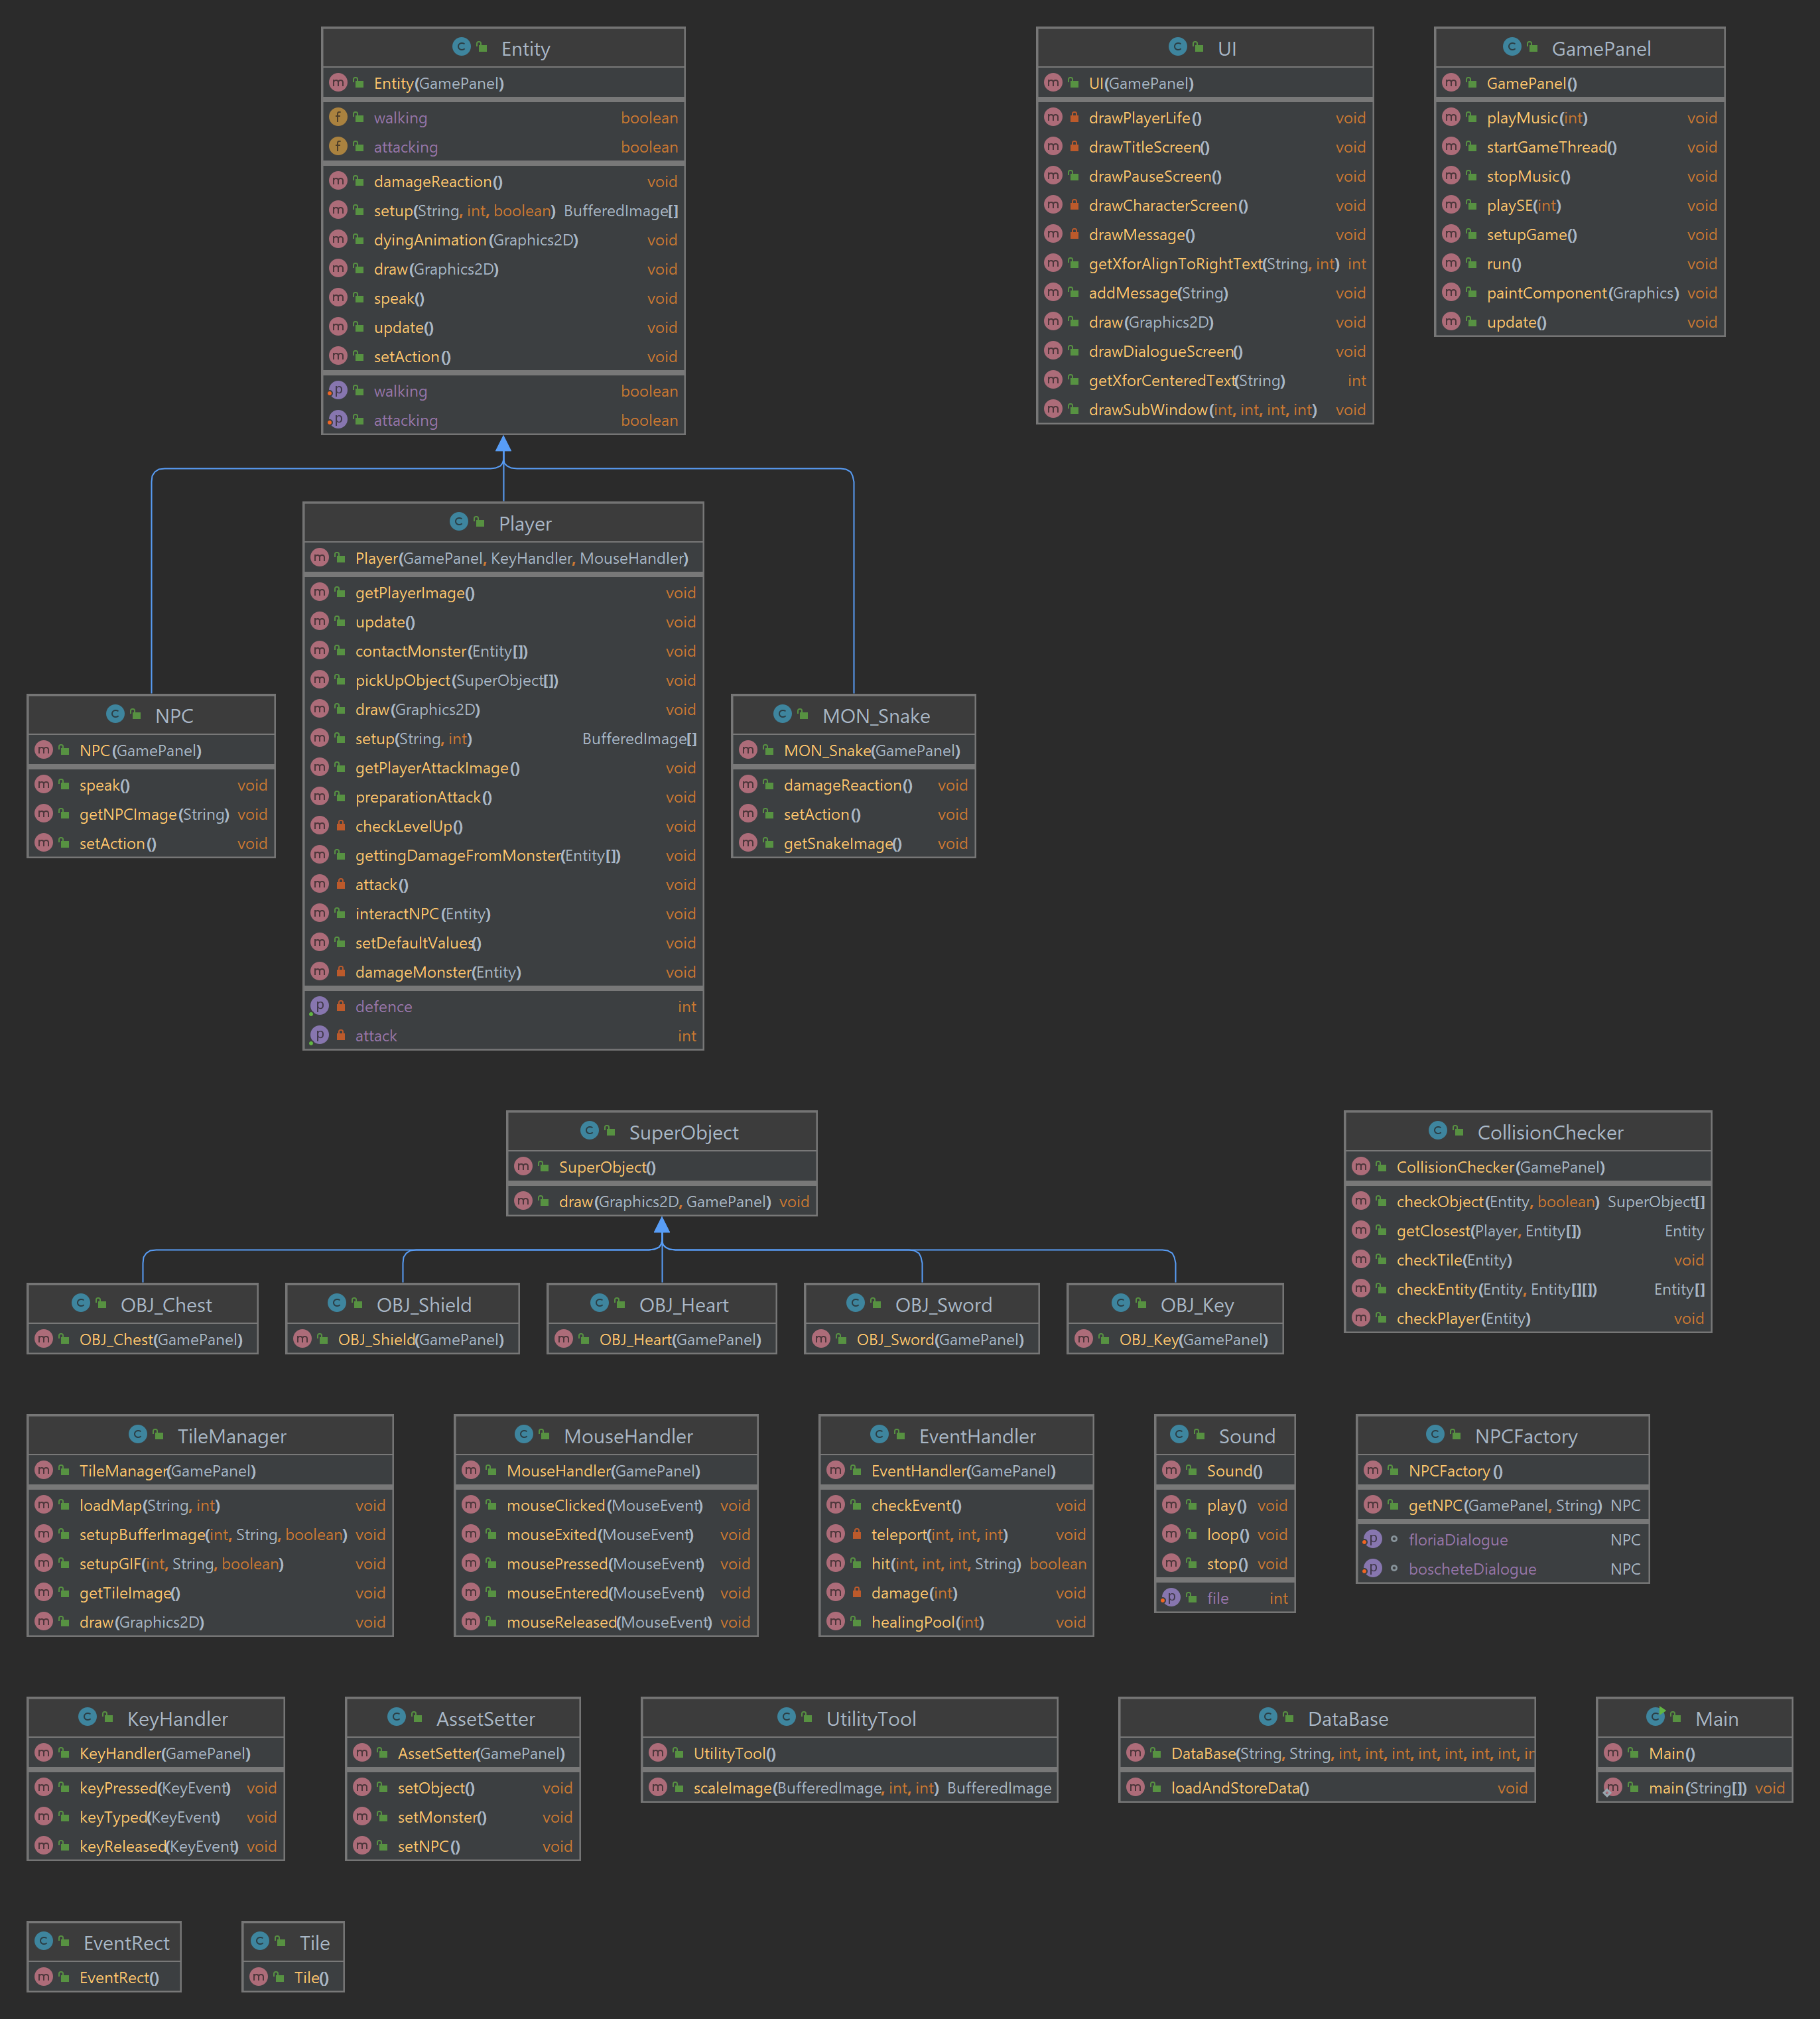 Entity
Entity(GamePanel)
walking boolean
attacking boolean
damageReaction() void
setup(String, int, boolean) BufferedImage[]
dyingAnimation(Graphics2D) void
draw(Graphics2D) void
speak() void
update() void
setAction() void
walking boolean
attacking boolean
UI
UI(GamePanel)
drawPlayerLife() void
drawTitleScreen() void
drawPauseScreen() void
drawCharacterScreen() void
drawMessage() void
getXforAlignToRightText(String, int) int
addMessage(String) void
draw(Graphics2D) void
drawDialogueScreen() void
getXforCenteredText(String) int
drawSubWindow(int, int, int, int) void
GamePanel
GamePanel()
playMusic(int) void
startGameThread() void
stopMusic() void
playSE(int) void
setupGame() void
run() void
paintComponent(Graphics) void
update() void
Player
Player(GamePanel, KeyHandler, MouseHandler)
getPlayerImage() void
update() void
contactMonster(Entity[]) void
pickUpObject(SuperObject[]) void
draw(Graphics2D) void
setup(String, int) BufferedImage[]
getPlayerAttackImage() void
preparationAttack() void
checkLevelUp() void
gettingDamageFromMonster(Entity[]) void
attack() void
interactNPC(Entity) void
setDefaultValues() void
damageMonster(Entity) void
defence int
attack int
NPC
NPC(GamePanel)
speak() void
getNPCImage(String) void
setAction() void
MON_Snake
MON_Snake(GamePanel)
damageReaction() void
setAction() void
getSnakeImage() void
SuperObject
SuperObject()
draw(Graphics2D, GamePanel) void
CollisionChecker
CollisionChecker(GamePanel)
checkObject(Entity, boolean) SuperObject[]
getClosest(Player, Entity[]) Entity
checkTile(Entity) void
checkEntity(Entity, Entity[][]) Entity[]
checkPlayer(Entity) void
OBJ_Chest
OBJ_Chest(GamePanel)
OBJ_Shield
OBJ_Shield(GamePanel)
OBJ_Heart
OBJ_Heart(GamePanel)
OBJ_Sword
OBJ_Sword(GamePanel)
OBJ_Key
OBJ_Key(GamePanel)
TileManager
TileManager(GamePanel)
loadMap(String, int) void
setupBufferImage(int, String, boolean) void
setupGIF(int, String, boolean) void
getTileImage() void
draw(Graphics2D) void
MouseHandler
MouseHandler(GamePanel)
mouseClicked(MouseEvent) void
mouseExited(MouseEvent) void
mousePressed(MouseEvent) void
mouseEntered(MouseEvent) void
mouseReleased(MouseEvent) void
EventHandler
EventHandler(GamePanel)
checkEvent() void
teleport(int, int, int) void
hit(int, int, int, String) boolean
damage(int) void
healingPool(int) void
Sound
Sound()
play() void
loop() void
stop() void
file int
NPCFactory
NPCFactory()
getNPC(GamePanel, String) NPC
floriaDialogue NPC
boscheteDialogue NPC
KeyHandler
KeyHandler(GamePanel)
keyPressed(KeyEvent) void
keyTyped(KeyEvent) void
keyReleased(KeyEvent) void
AssetSetter
AssetSetter(GamePanel)
setObject() void
setMonster() void
setNPC() void
UtilityTool
UtilityTool()
scaleImage(BufferedImage, int, int) BufferedImage
DataBase
DataBase(String, String, int, int, int, int, int, int, int, ir
loadAndStoreData() void
Main
Main()
main(String[]) void
EventRect
EventRect()
Tile
Tile()